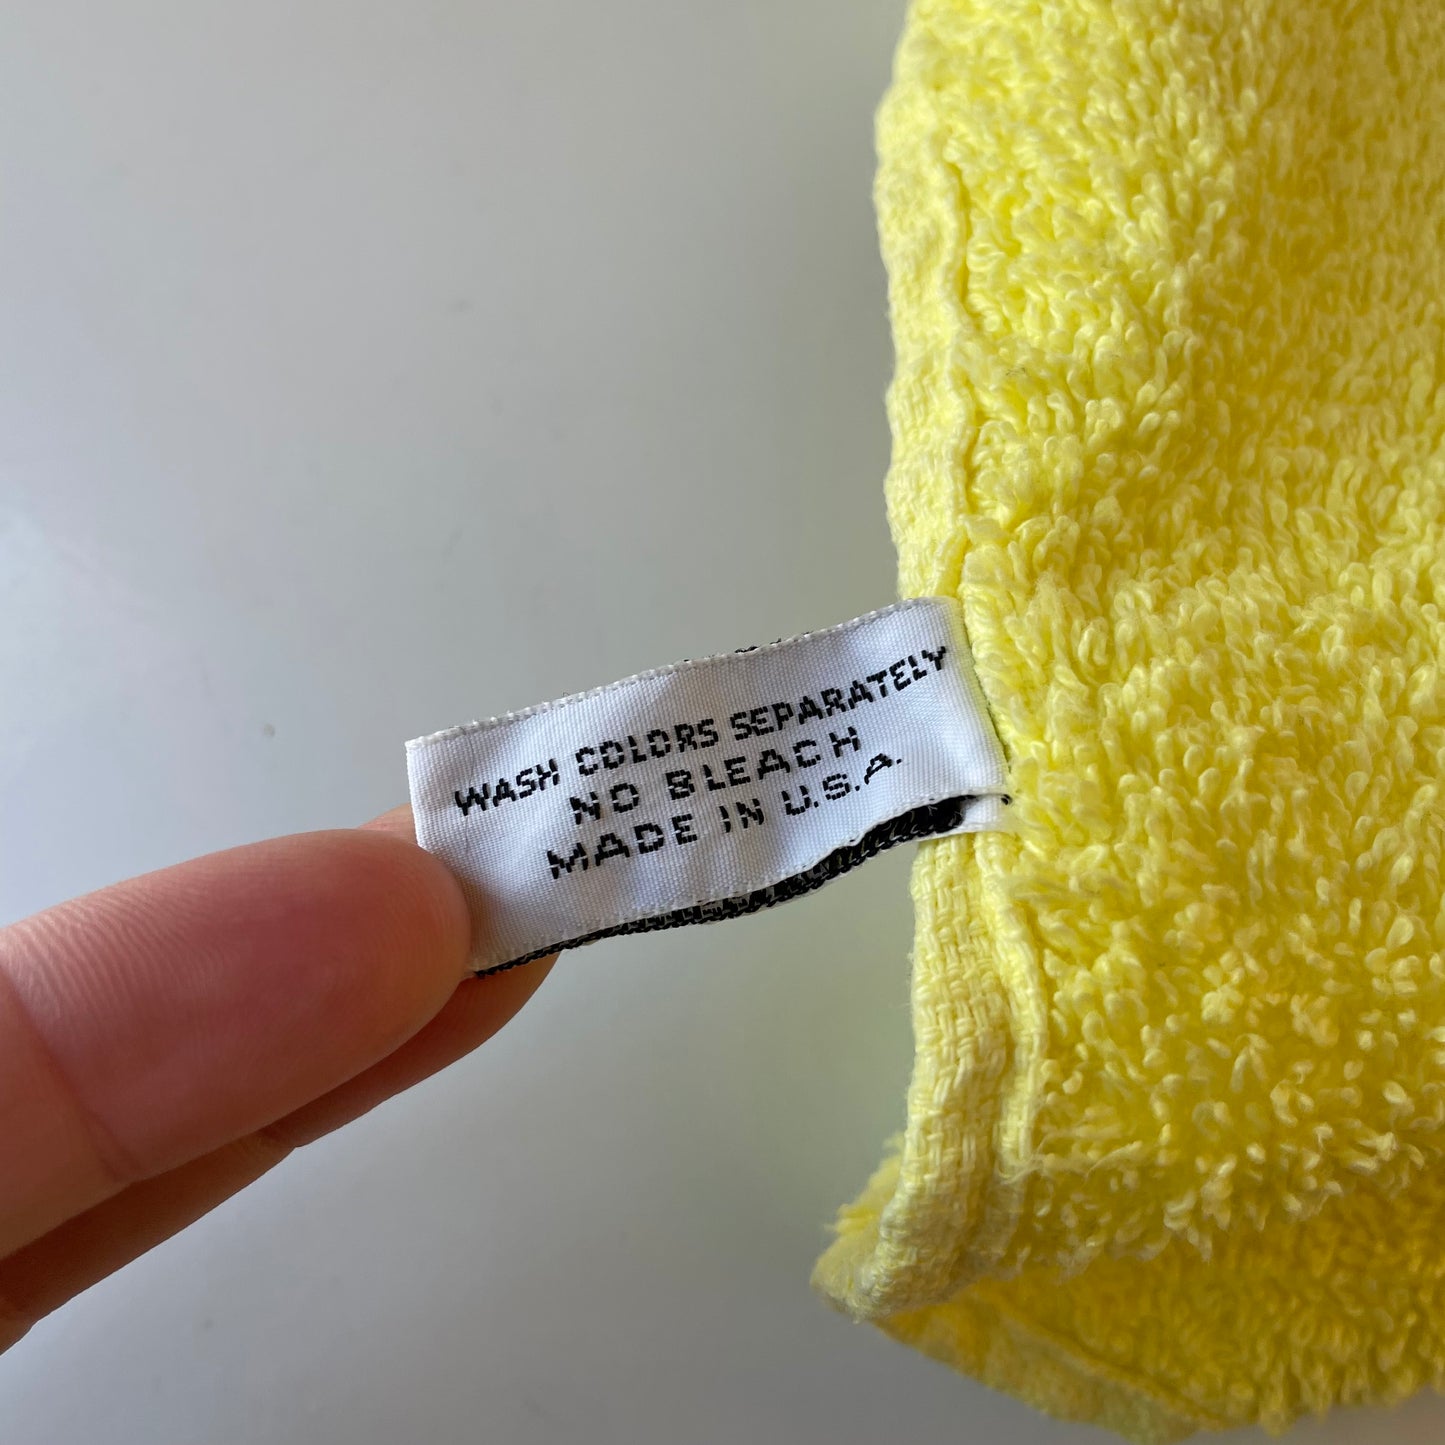 WASH COLORS SEPARATELY
NO BLEACH
MADE IN U.S.A.